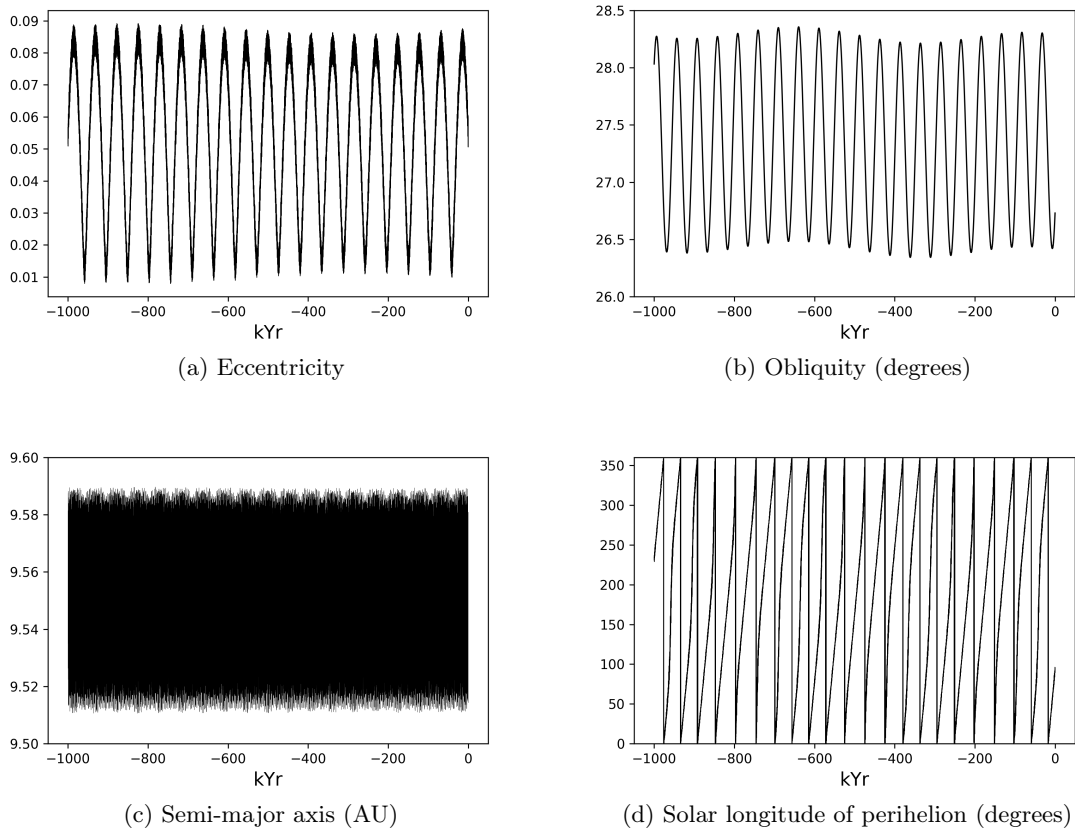 0.09
0.08
0.07
0.06
0.05
0.04
0.03
0.02
0.01
−1000 −800 −600 −400 −200 0
kYr
(a) Eccentricity
28.5
28.0
27.5
27.0
26.5
26.0
−1000 −800 −600 −400 −200 0
kYr
(b) Obliquity (degrees)
9.60
9.58
9.56
9.54
9.52
9.50
−1000 −800 −600 −400 −200 0
kYr
(c) Semi-major axis (AU)
350
300
250
200
150
100
50
0
−1000 −800 −600 −400 −200 0
kYr
(d) Solar longitude of perihelion (degrees)